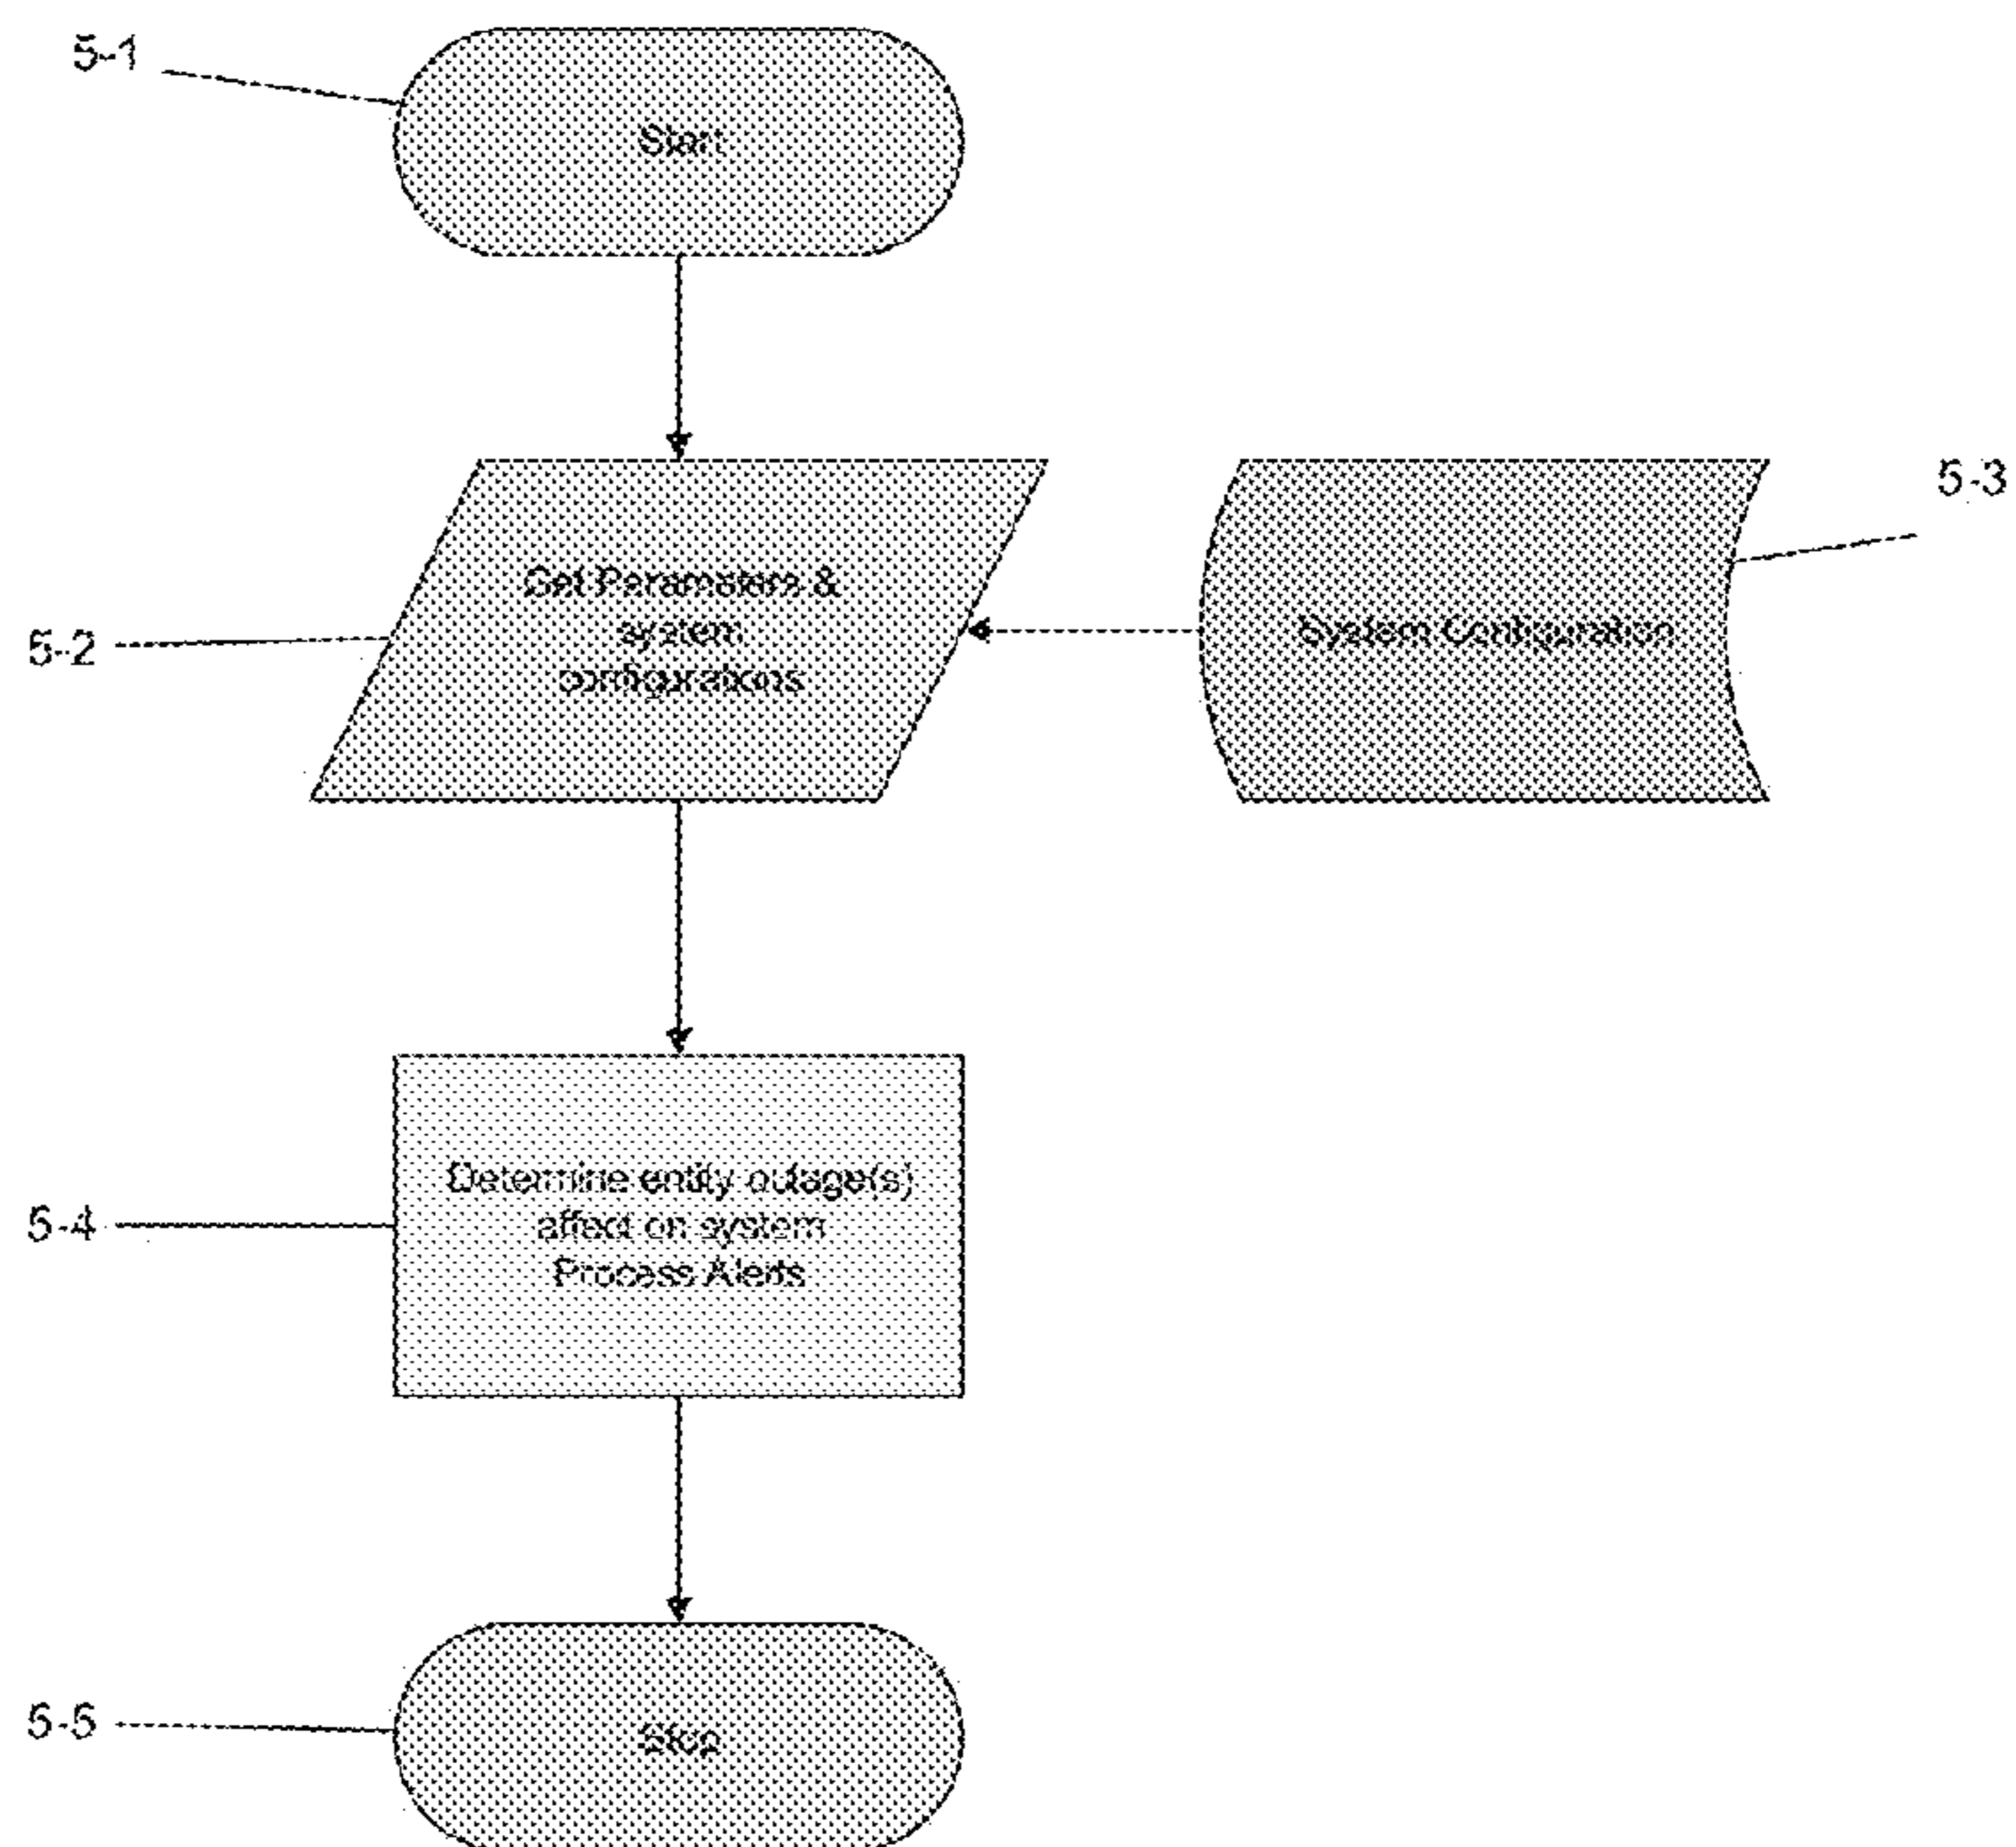 5-1
Start
Get Parameters &
system
configurations
5-2
System Configuration
5-3
Determine entity outage(s)
affect on system
Process Alerts
5-4
Stop
5-5